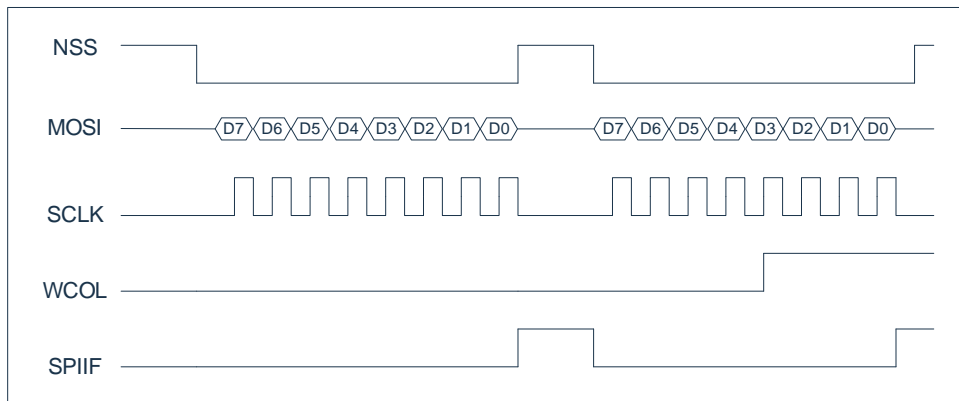 NSS
MOSI D7 D6 D5 D4 D3 D2 D1 D0 D7 D6 D5 D4 D3 D2 D1 D0
SCLK
WCOL
SPIIF